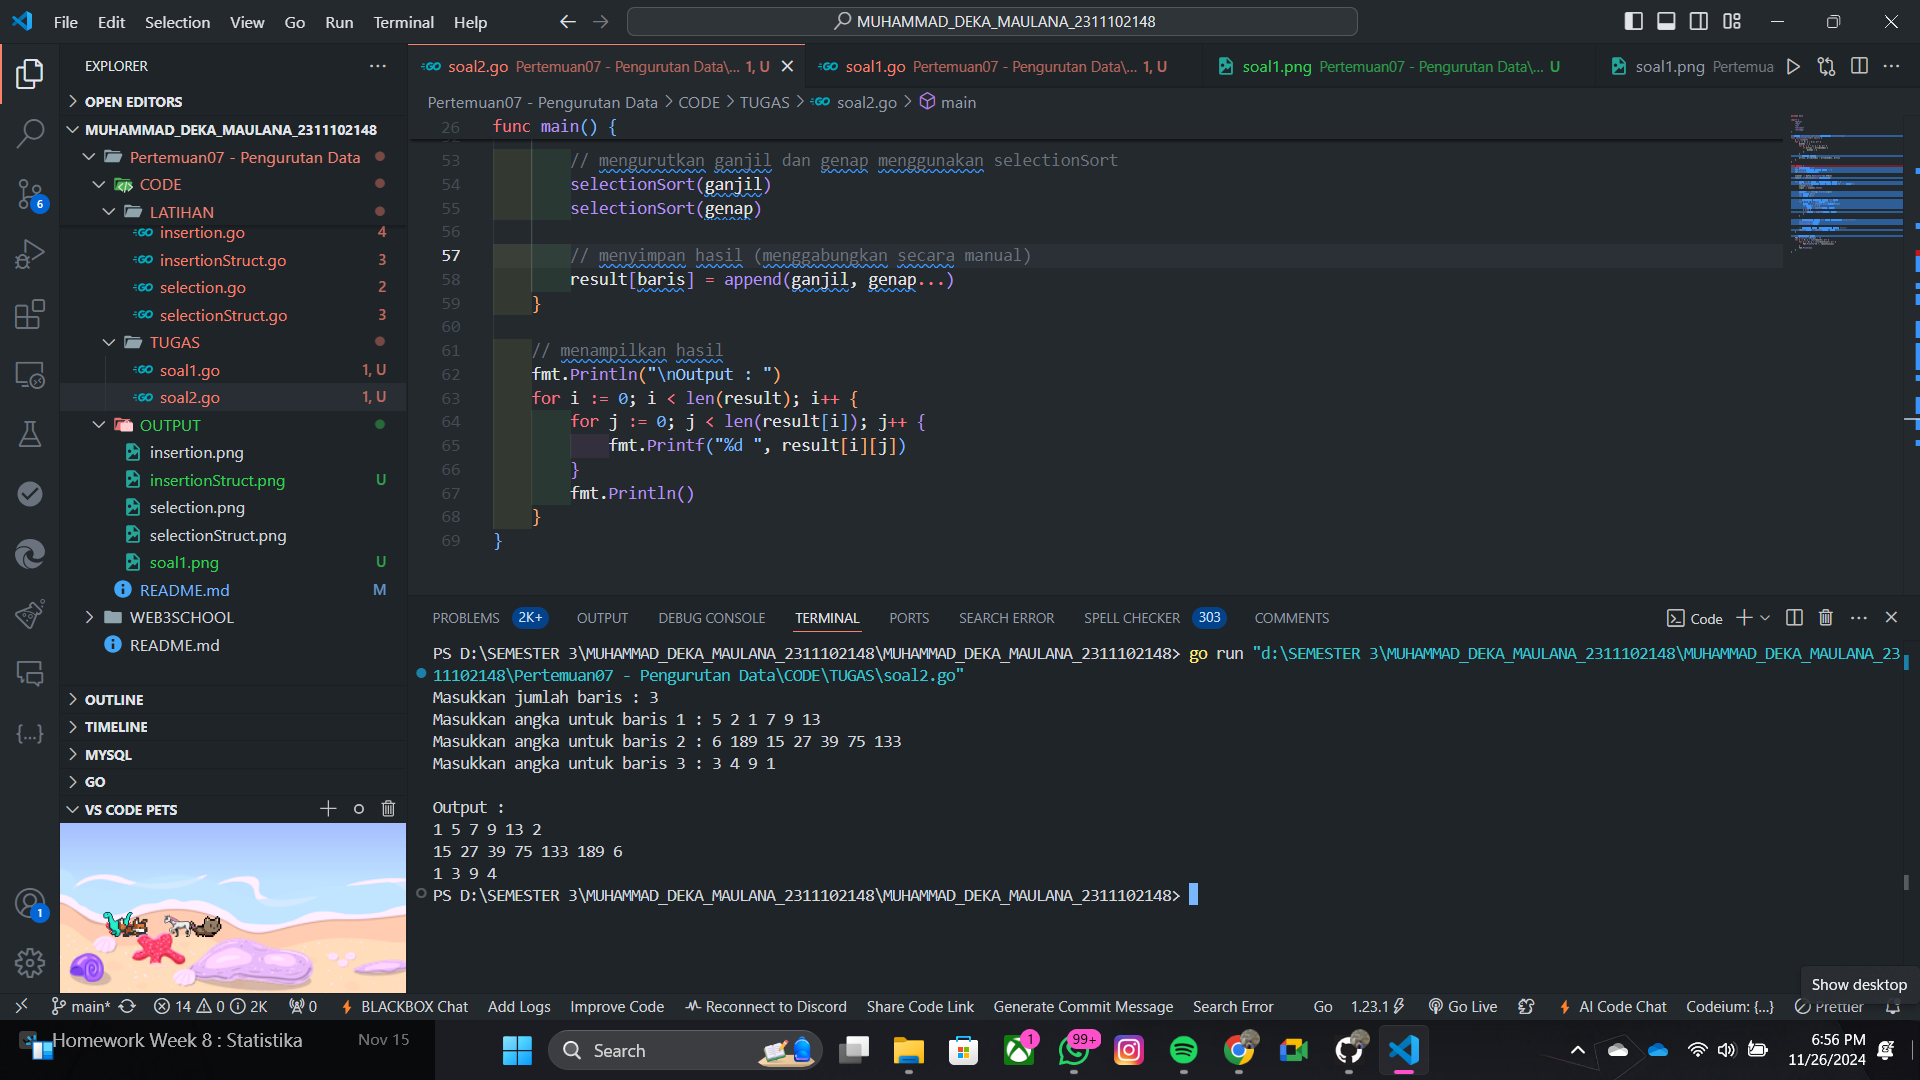 File Edit Selection View Go Run Terminal Help
MUHAMMAD_DEKA_MAULANA_2311102148
EXPLORER
OPEN EDITORS
MUHAMMAD_DEKA_MAULANA_2311102148
Pertemuan07 - Pengurutan Data
CODE
LATIHAN
insertion.go 4
insertionStruct.go 3
selection.go 2
selectionStruct.go 3
TUGAS
soal1.go 1, U
soal2.go 1, U
OUTPUT
insertion.png
insertionStruct.png U
selection.png
selectionStruct.png
soal1.png U
README.md M
WEB3SCHOOL
README.md
OUTLINE
TIMELINE
MYSQL
GO
VS CODE PETS
6
1
soal2.go Pertemuan07 - Pengurutan Data\... 1, U
soal1.go Pertemuan07 - Pengurutan Data\... 1, U
soal1.png Pertemuan07 - Pengurutan Data\... U
soal1.png Pertemua
Pertemuan07 - Pengurutan Data > CODE > TUGAS > soal2.go > main
26 func main() {
53 // mengurutkan ganjil dan genap menggunakan selectionSort
54 selectionSort(ganjil)
55 selectionSort(genap)
56
57 // menyimpan hasil (menggabungkan secara manual)
58 result[baris] = append(ganjil, genap...)
59 }
60
61 // menampilkan hasil
62 fmt.Println("\nOutput : ")
63 for i := 0; i < len(result); i++ {
64 for j := 0; j < len(result[i]); j++ {
65 fmt.Printf("%d ", result[i][j])
66 }
67 fmt.Println()
68 }
69 }
PROBLEMS 2K+ OUTPUT DEBUG CONSOLE TERMINAL PORTS SEARCH ERROR SPELL CHECKER 303 COMMENTS
Code
PS D:\SEMESTER 3\MUHAMMAD_DEKA_MAULANA_2311102148\MUHAMMAD_DEKA_MAULANA_2311102148> go run "d:\SEMESTER 3\MUHAMMAD_DEKA_MAULANA_2311102148\MUHAMMAD_DEKA_MAULANA_23
11102148\Pertemuan07 - Pengurutan Data\CODE\TUGAS\soal2.go"
Masukkan jumlah baris : 3
Masukkan angka untuk baris 1 : 5 2 1 7 9 13
Masukkan angka untuk baris 2 : 6 189 15 27 39 75 133
Masukkan angka untuk baris 3 : 3 4 9 1
Output :
1 5 7 9 13 2
15 27 39 75 133 189 6
1 3 9 4
PS D:\SEMESTER 3\MUHAMMAD_DEKA_MAULANA_2311102148\MUHAMMAD_DEKA_MAULANA_2311102148>
Show desktop
main* 14 0 2K 0 BLACKBOX Chat Add Logs Improve Code Reconnect to Discord Share Code Link Generate Commit Message Search Error Go 1.23.1 Go Live AI Code Chat Codeium: {...} Prettier
Homework Week 8 : Statistika Nov 15
Search
1
99+
6:56 PM
11/26/2024